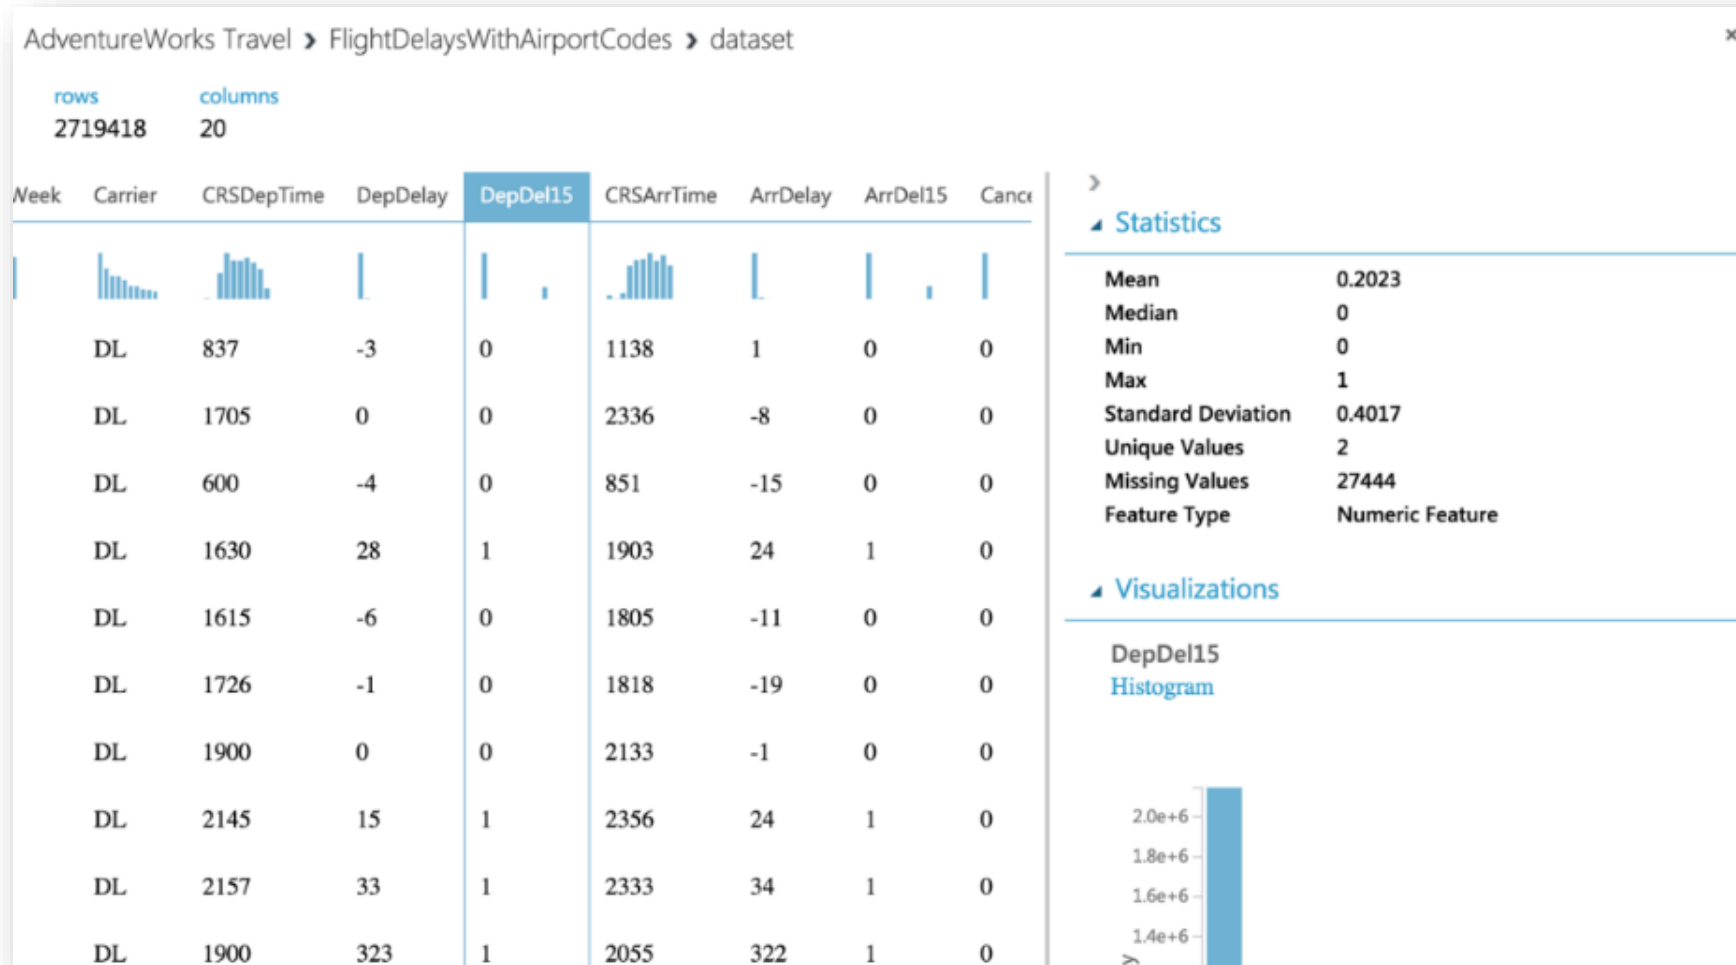 AdventureWorks Travel › FlightDelaysWithAirportCodes › dataset
rows columns
2719418 20
Week Carrier CRSDepTime DepDelay DepDel15 CRSArrTime ArrDelay ArrDel15 Cance
DL 837 -3 0 1138 1 0 0
DL 1705 0 0 2336 -8 0 0
DL 600 -4 0 851 -15 0 0
DL 1630 28 1 1903 24 1 0
DL 1615 -6 0 1805 -11 0 0
DL 1726 -1 0 1818 -19 0 0
DL 1900 0 0 2133 -1 0 0
DL 2145 15 1 2356 24 1 0
DL 2157 33 1 2333 34 1 0
DL 1900 323 1 2055 322 1 0
Statistics
Mean 0.2023
Median 0
Min 0
Max 1
Standard Deviation 0.4017
Unique Values 2
Missing Values 27444
Feature Type Numeric Feature
Visualizations
DepDel15
Histogram
2.0e+6
1.8e+6
1.6e+6
1.4e+6
y